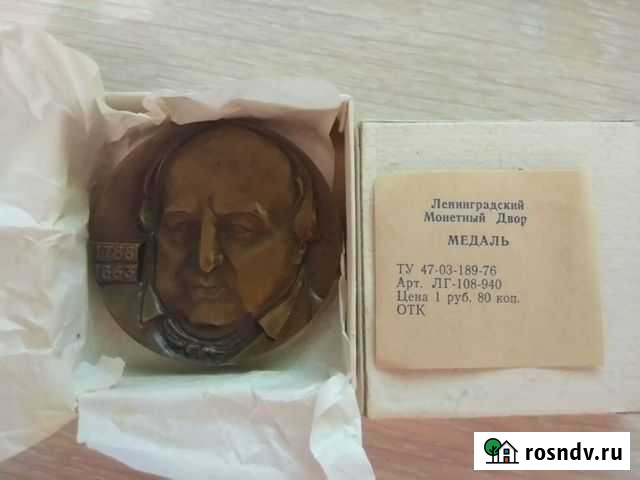 1788
1863
Ленинградский
Монетный Двор
МЕДАЛЬ
ТУ 47-03-189-76
Арт. ЛГ-108-940
Цена 1 руб. 80 коп.
ОТК
rosndv.ru